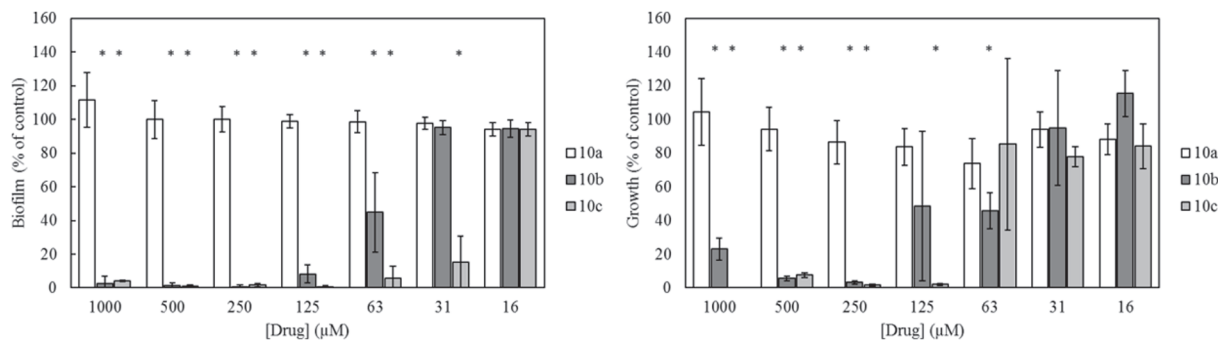 160
140
120
100
80
60
40
20
0
Biofilm (% of control)
* * * * * * * * * * *
1000 500 250 125 63 31 16
[Drug] (µM)
10a
10b
10c
160
140
120
100
80
60
40
20
0
Growth (% of control)
* * * * * * * *
1000 500 250 125 63 31 16
[Drug] (µM)
10a
10b
10c